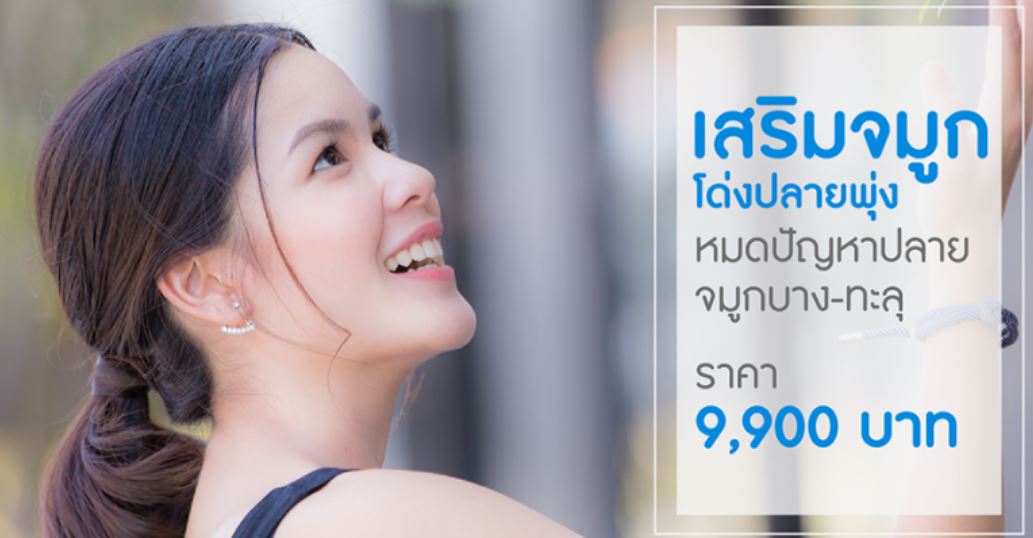 เสริมจมูก
โด่งปลายพุ่ง
หมดปัญหาปลาย
จมูกบาง-ทะลุ
ราคา
9,900 บาท